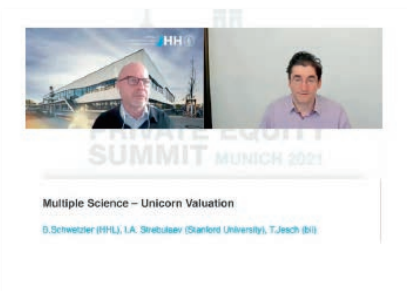 HHL
PRIVATE EQUITY
SUMMIT MUNICH 2021
Multiple Science – Unicorn Valuation
B.Schwetzler (HHL), I.A. Strebulaev (Stanford University), T.Jesch (bii)